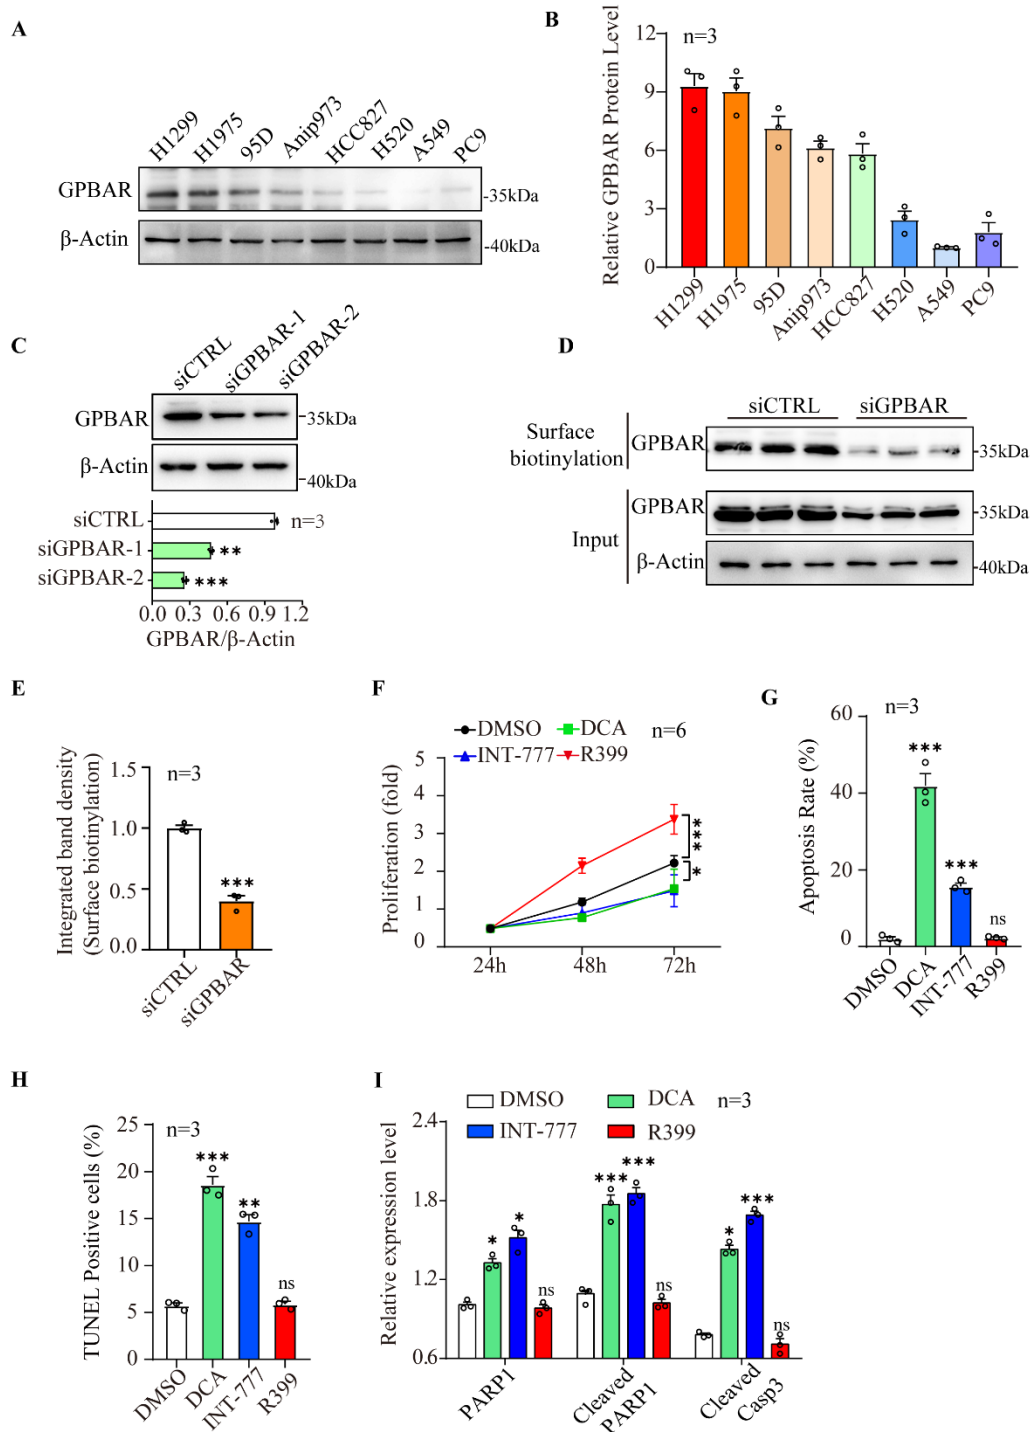 A
H1299
H1975
95D
Anip973
HCC827
H520
A549
PC9
GPBAR
-35kDa
β-Actin
-40kDa
B
n=3
Relative GPBAR Protein Level
12
9
6
3
0
H1299
H1975
95D
Anip973
HCC827
H520
A549
PC9
C
siCTRL
siGPBAR-1
siGPBAR-2
GPBAR
-35kDa
β-Actin
-40kDa
siCTRL
n=3
siGPBAR-1
**
siGPBAR-2
***
0.0 0.3 0.6 0.9 1.2
GPBAR/β-Actin
D
siCTRL siGPBAR
Surface
biotinylation
GPBAR
-35kDa
Input
GPBAR
-35kDa
β-Actin
-40kDa
E
n=3
Integrated band density
(Surface biotinylation)
1.5
1.0
0.5
0.0
***
siCTRL
siGPBAR
F
DMSO DCA n=6
INT-777 R399
Proliferation (fold)
5
4
3
2
1
0
***
*
24h 48h 72h
G
n=3
Apoptosis Rate (%)
60
40
20
0
***
***
ns
DMSO
DCA
INT-777
R399
H
n=3
TUNEL Positive cells (%)
25
20
15
10
5
0
***
**
ns
DMSO
DCA
INT-777
R399
I
DMSO DCA n=3
INT-777 R399
Relative expression level
2.4
1.8
1.2
0.6
*
*
ns
***
***
ns
*
***
ns
PARP1
Cleaved
PARP1
Cleaved
Casp3